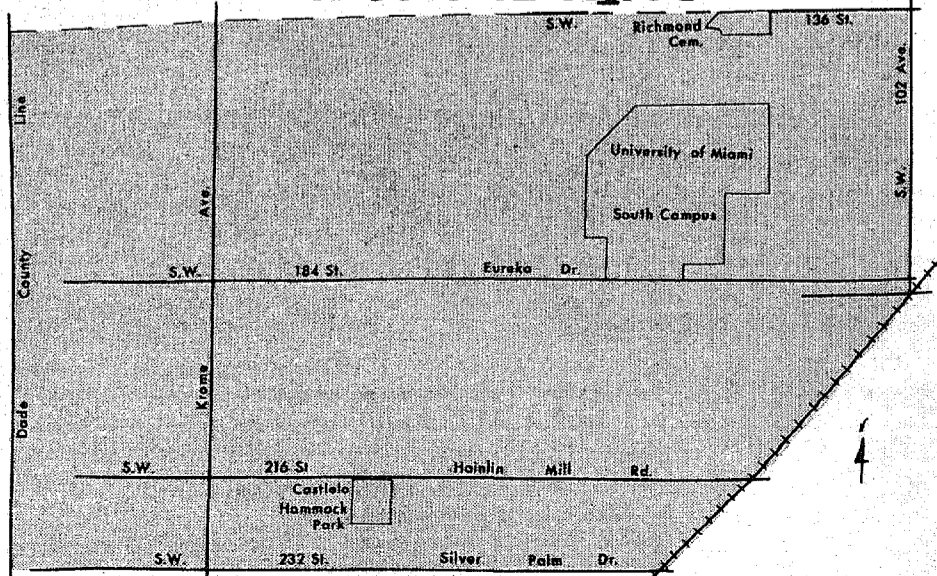 S.W. 136 St.
Richmond
Cem.
S.W. 102 Ave.
University of Miami
South Campus
Dade County Line
Krome Ave.
S.W. 184 St. Eureka Dr.
S.W. 216 St Hainlin Mill Rd.
Castlelo
Hammock
Park
S.W. 232 St. Silver Palm Dr.